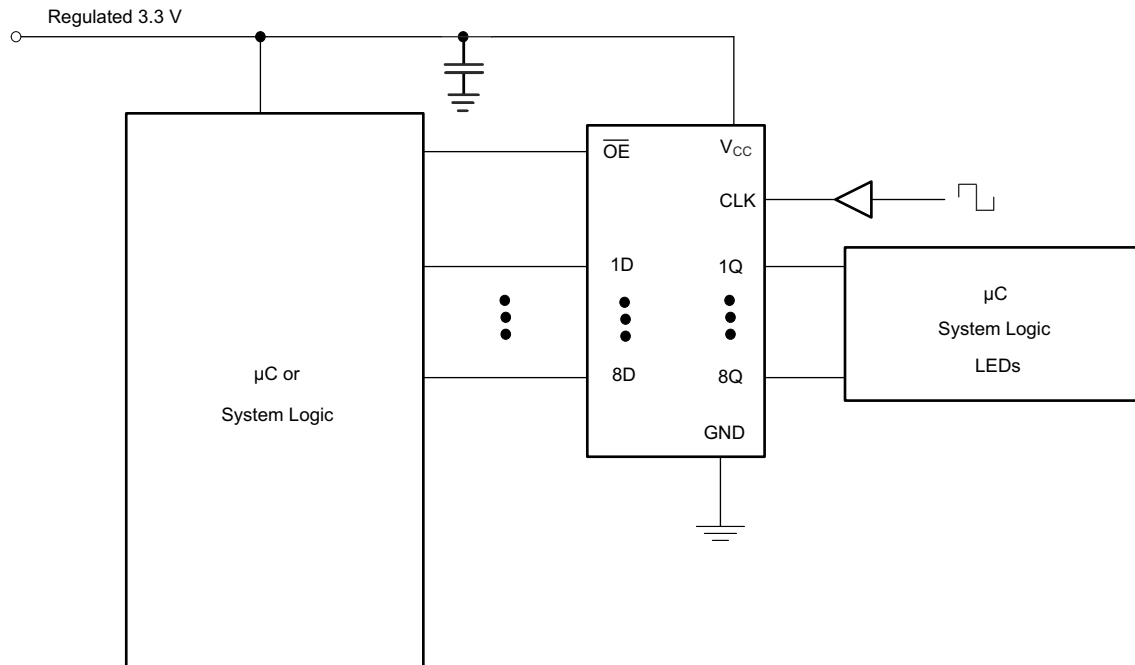 Regulated 3.3 V
OE
VCC
CLK
1D
1Q
8D
8Q
GND
µC or
System Logic
µC
System Logic
LEDs